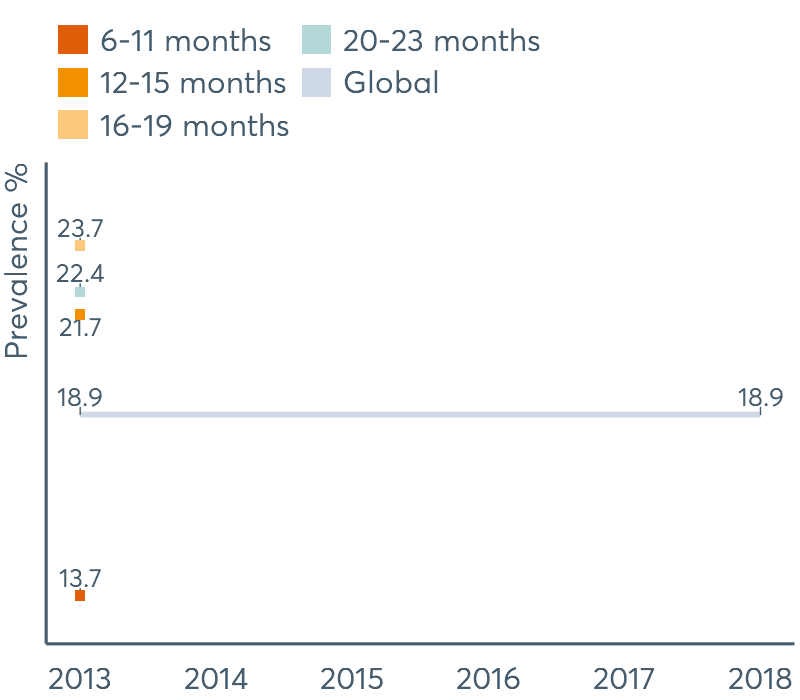 6-11 months
20-23 months
12-15 months
Global
16-19 months
Prevalence %
23.7
22.4
21.7
18.9
18.9
13.7
2013
2014
2015
2016
2017
2018